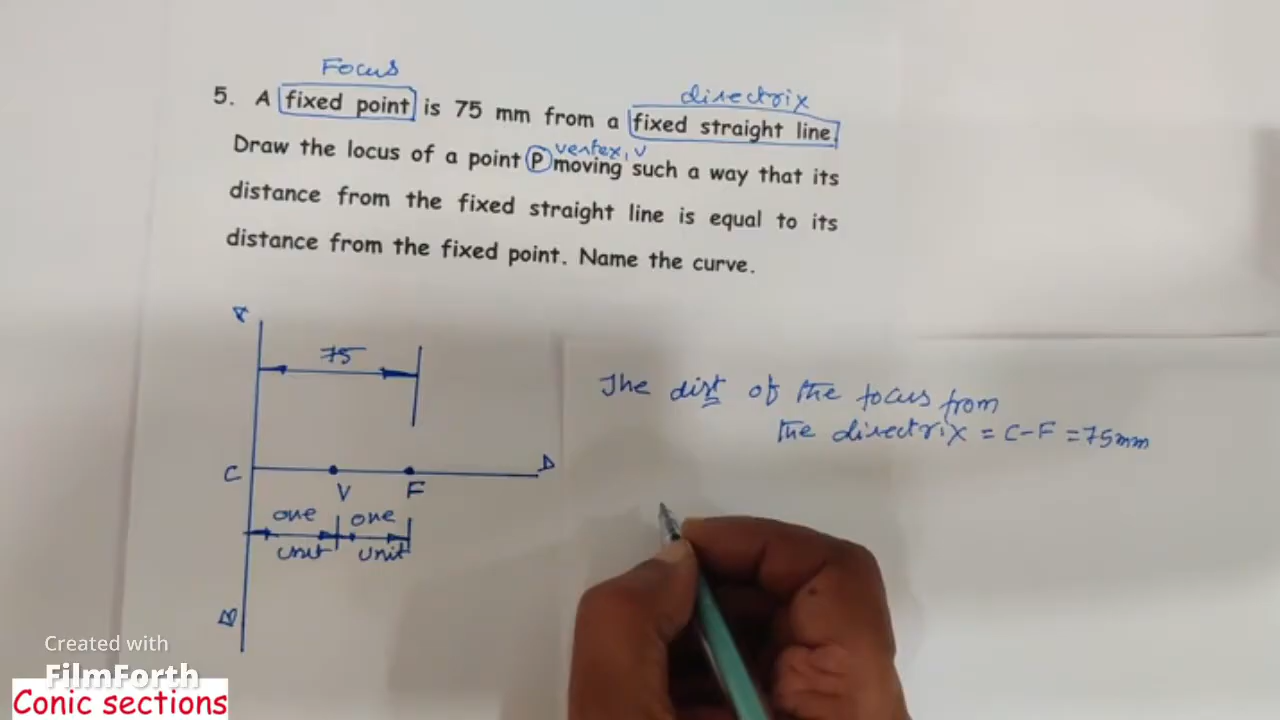 Focus
directrix
5. A fixed point is 75 mm from a fixed straight line.
vertex, v
Draw the locus of a point P moving such a way that its
distance from the fixed straight line is equal to its
distance from the fixed point. Name the curve.
A
75
The dist of the focus from
the directrix = C-F = 75mm
C
D
V
F
one
one
unit
unit
B
Created with
FilmForth
Conic sections